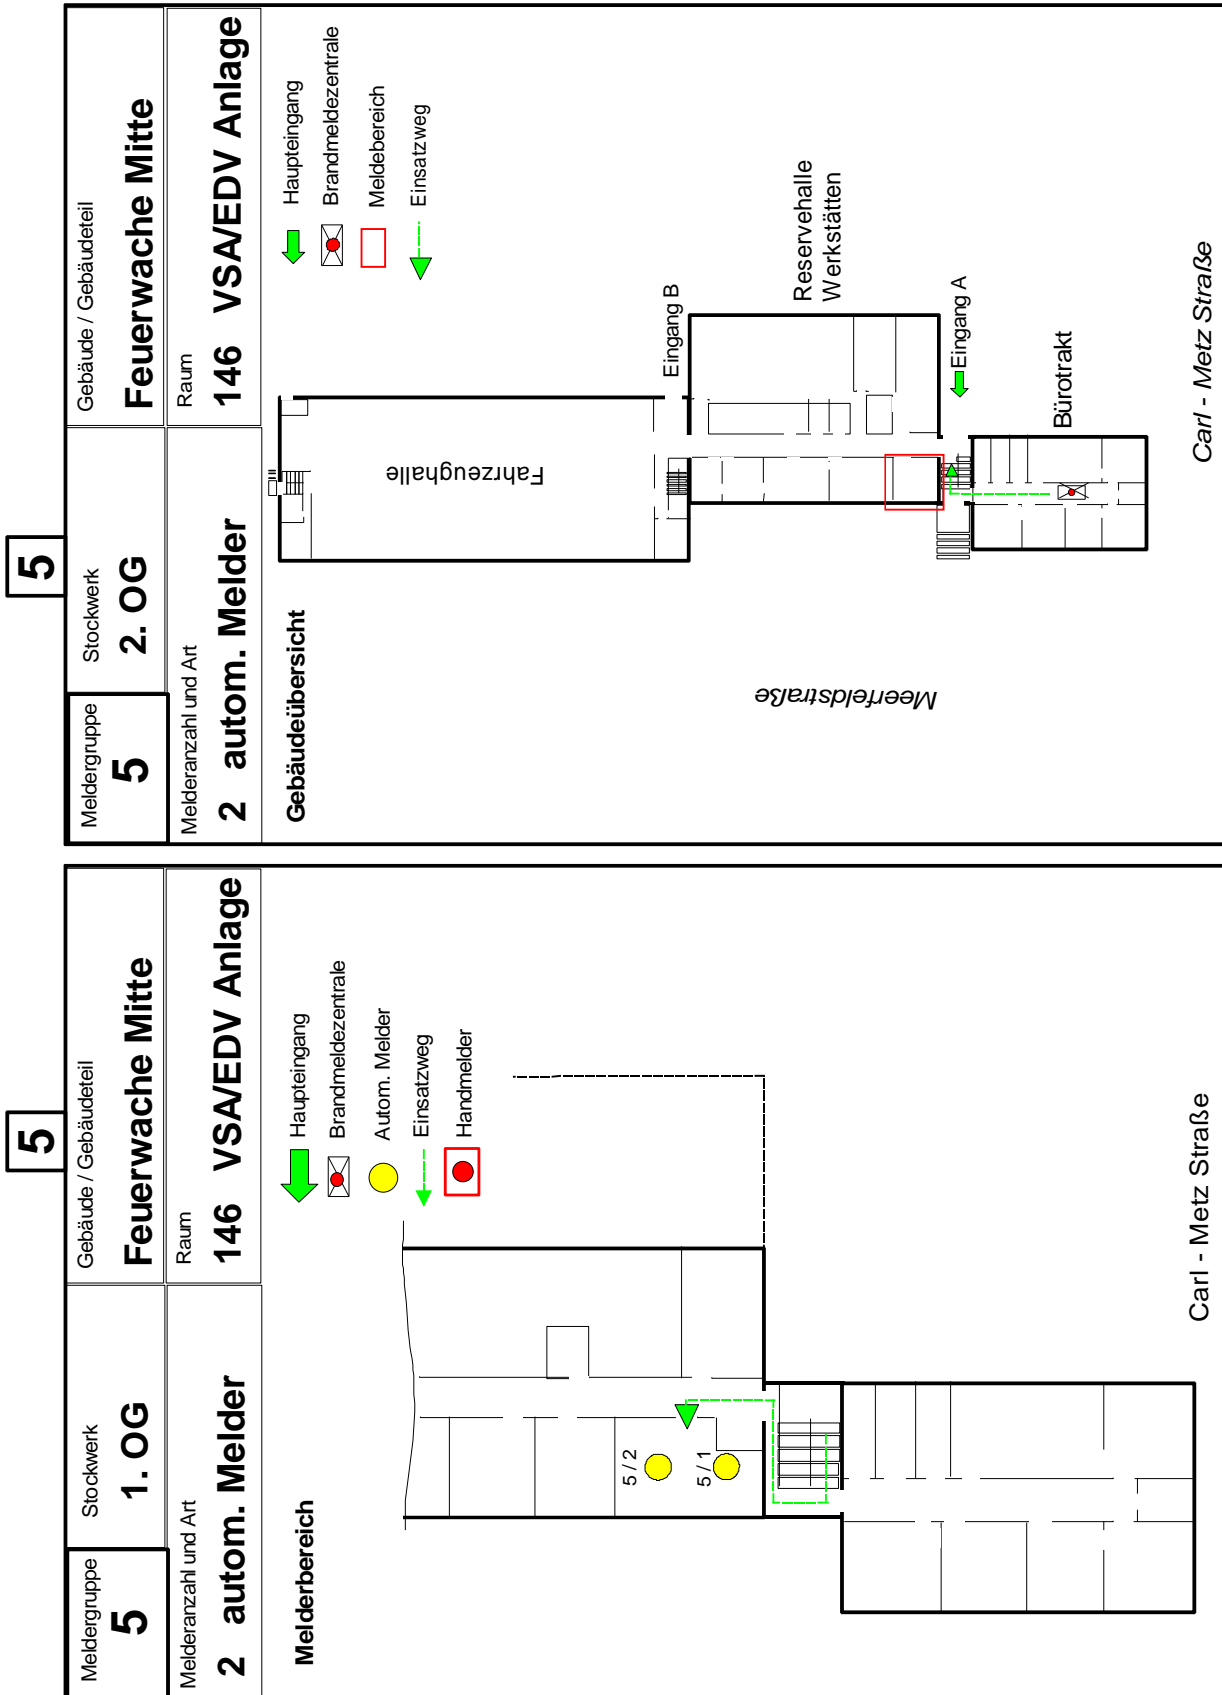 5
Meldergruppe
5
Stockwerk
1. OG
Gebäude / Gebäudeteil
Feuerwache Mitte
Melderanzahl und Art
2 autom. Melder
Raum
146 VSA/EDV Anlage
Melderbereich
Haupteingang
Brandmeldezentrale
Autom. Melder
Einsatzweg
Handmelder
5 / 2
5 / 1
Carl - Metz Straße
5
Meldergruppe
5
Stockwerk
2. OG
Gebäude / Gebäudeteil
Feuerwache Mitte
Melderanzahl und Art
2 autom. Melder
Raum
146 VSA/EDV Anlage
Gebäudeübersicht
Haupteingang
Brandmeldezentrale
Meldebereich
Einsatzweg
Fahrzeughalle
Eingang B
Reservehalle
Werkstätten
Eingang A
Bürotrakt
Meerfeldstraße
Carl - Metz Straße